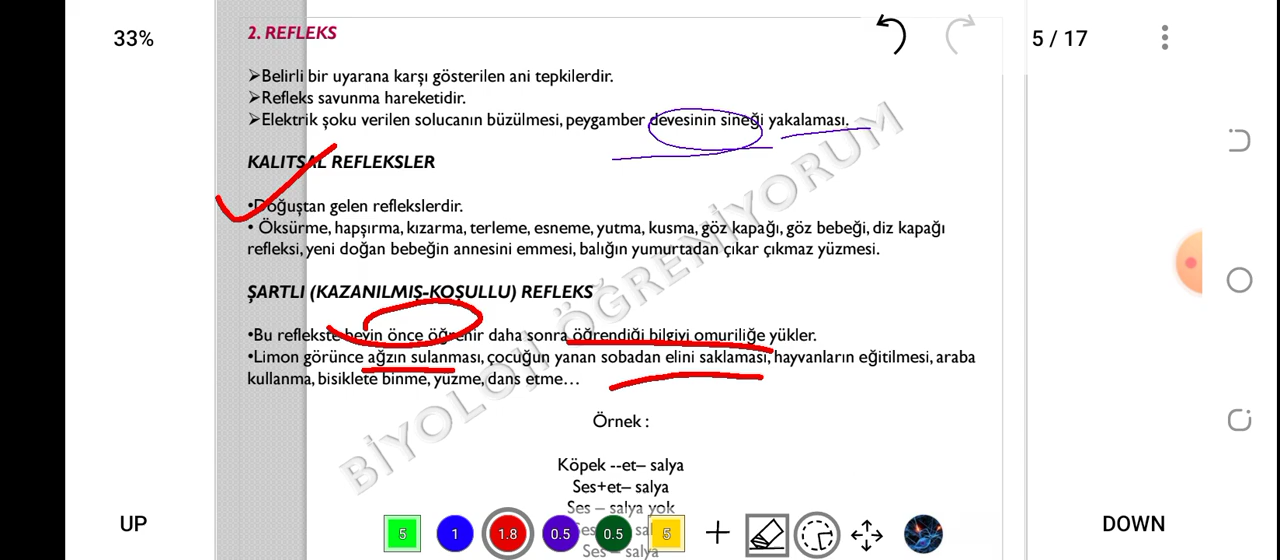 33%
5 / 17
2. REFLEKS
➤Belirli bir uyarana karşı gösterilen ani tepkilerdir.
➤Refleks savunma hareketidir.
➤Elektrik şoku verilen solucanın büzülmesi, peygamber devesinin sineği yakalaması.
KALITSAL REFLEKSLER
•Doğuştan gelen reflekslerdir.
• Öksürme, hapşırma, kızarma, terleme, esneme, yutma, kusma, göz kapağı, göz bebeği, diz kapağı
refleksi, yeni doğan bebeğin annesini emmesi, balığın yumurtadan çıkar çıkmaz yüzmesi.
ŞARTLI (KAZANILMIŞ-KOŞULLU) REFLEKS
•Bu reflekste beyin önce öğrenir daha sonra öğrendiği bilgiyi omuriliğe yükler.
•Limon görünce ağzın sulanması, çocuğun yanan sobadan elini saklaması, hayvanların eğitilmesi, araba
kullanma, bisiklete binme, yüzme, dans etme…
Örnek :
Köpek --et– salya
Ses+et– salya
Ses – salya yok
Ses– salya
BİYOLOJİ ÖĞRENİYORUM
UP
5
1
1.8
0.5
0.5
5
DOWN